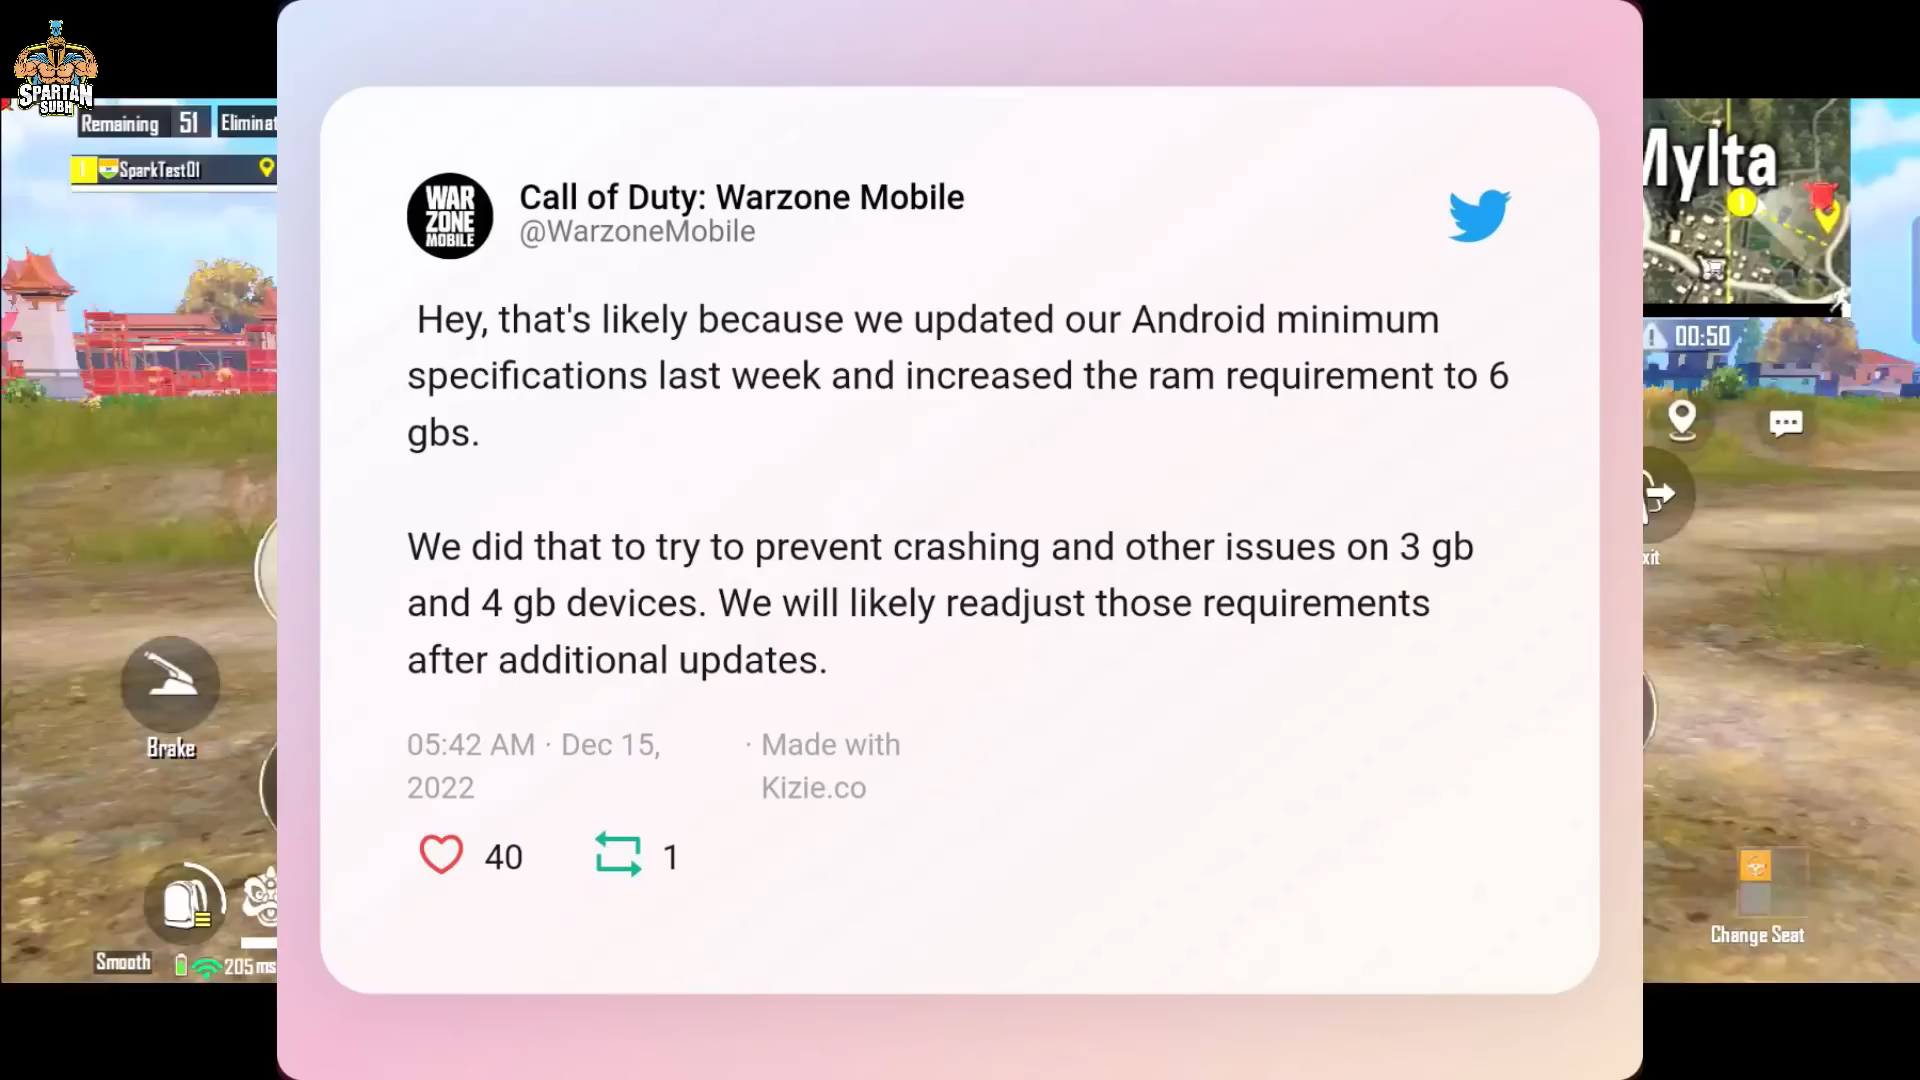 SPARTAN
SUBH
Remaining 51 Eliminat
1 SparkTest01
WAR
ZONE
MOBILE
Call of Duty: Warzone Mobile
@WarzoneMobile
Hey, that's likely because we updated our Android minimum
specifications last week and increased the ram requirement to 6
gbs.
We did that to try to prevent crashing and other issues on 3 gb
and 4 gb devices. We will likely readjust those requirements
after additional updates.
05:42 AM · Dec 15,
2022
· Made with
Kizie.co
40 1
Mylta
1
00:50
xit
Brake
Smooth
205 ms
Change Seat